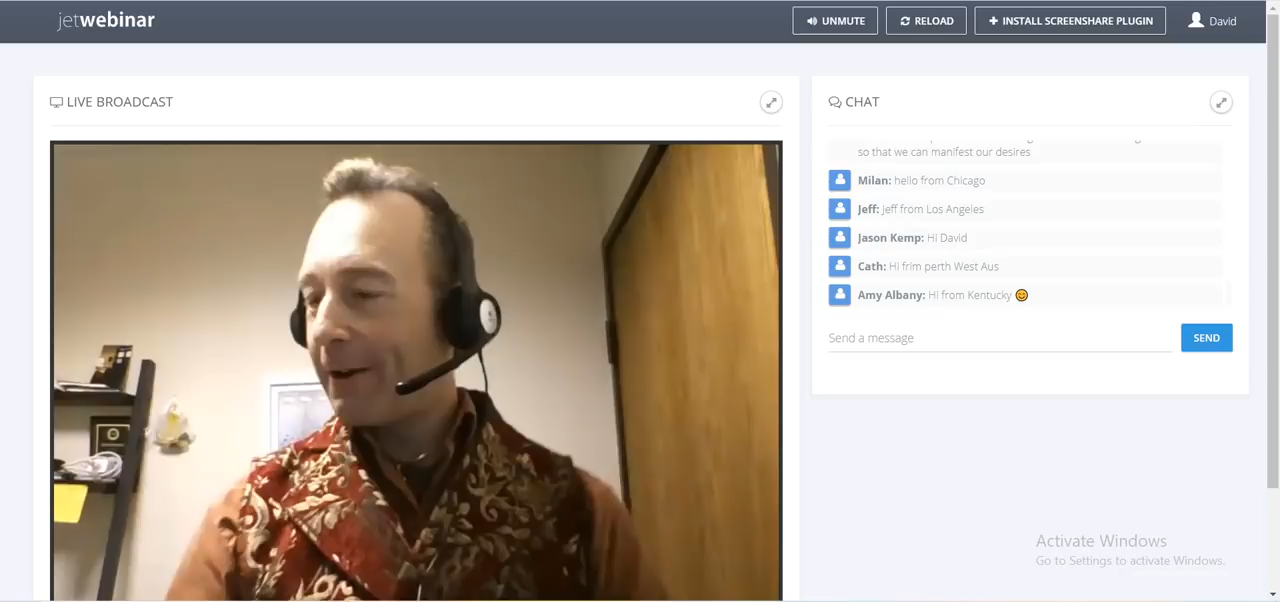 jetwebinar
UNMUTE
RELOAD
INSTALL SCREENSHARE PLUGIN
David
LIVE BROADCAST
CHAT
so that we can manifest our desires
Milan: hello from Chicago
Jeff: Jeff from Los Angeles
Jason Kemp: Hi David
Cath: Hi frim perth West Aus
Amy Albany: Hi from Kentucky
Send a message
SEND
Activate Windows
Go to Settings to activate Windows.